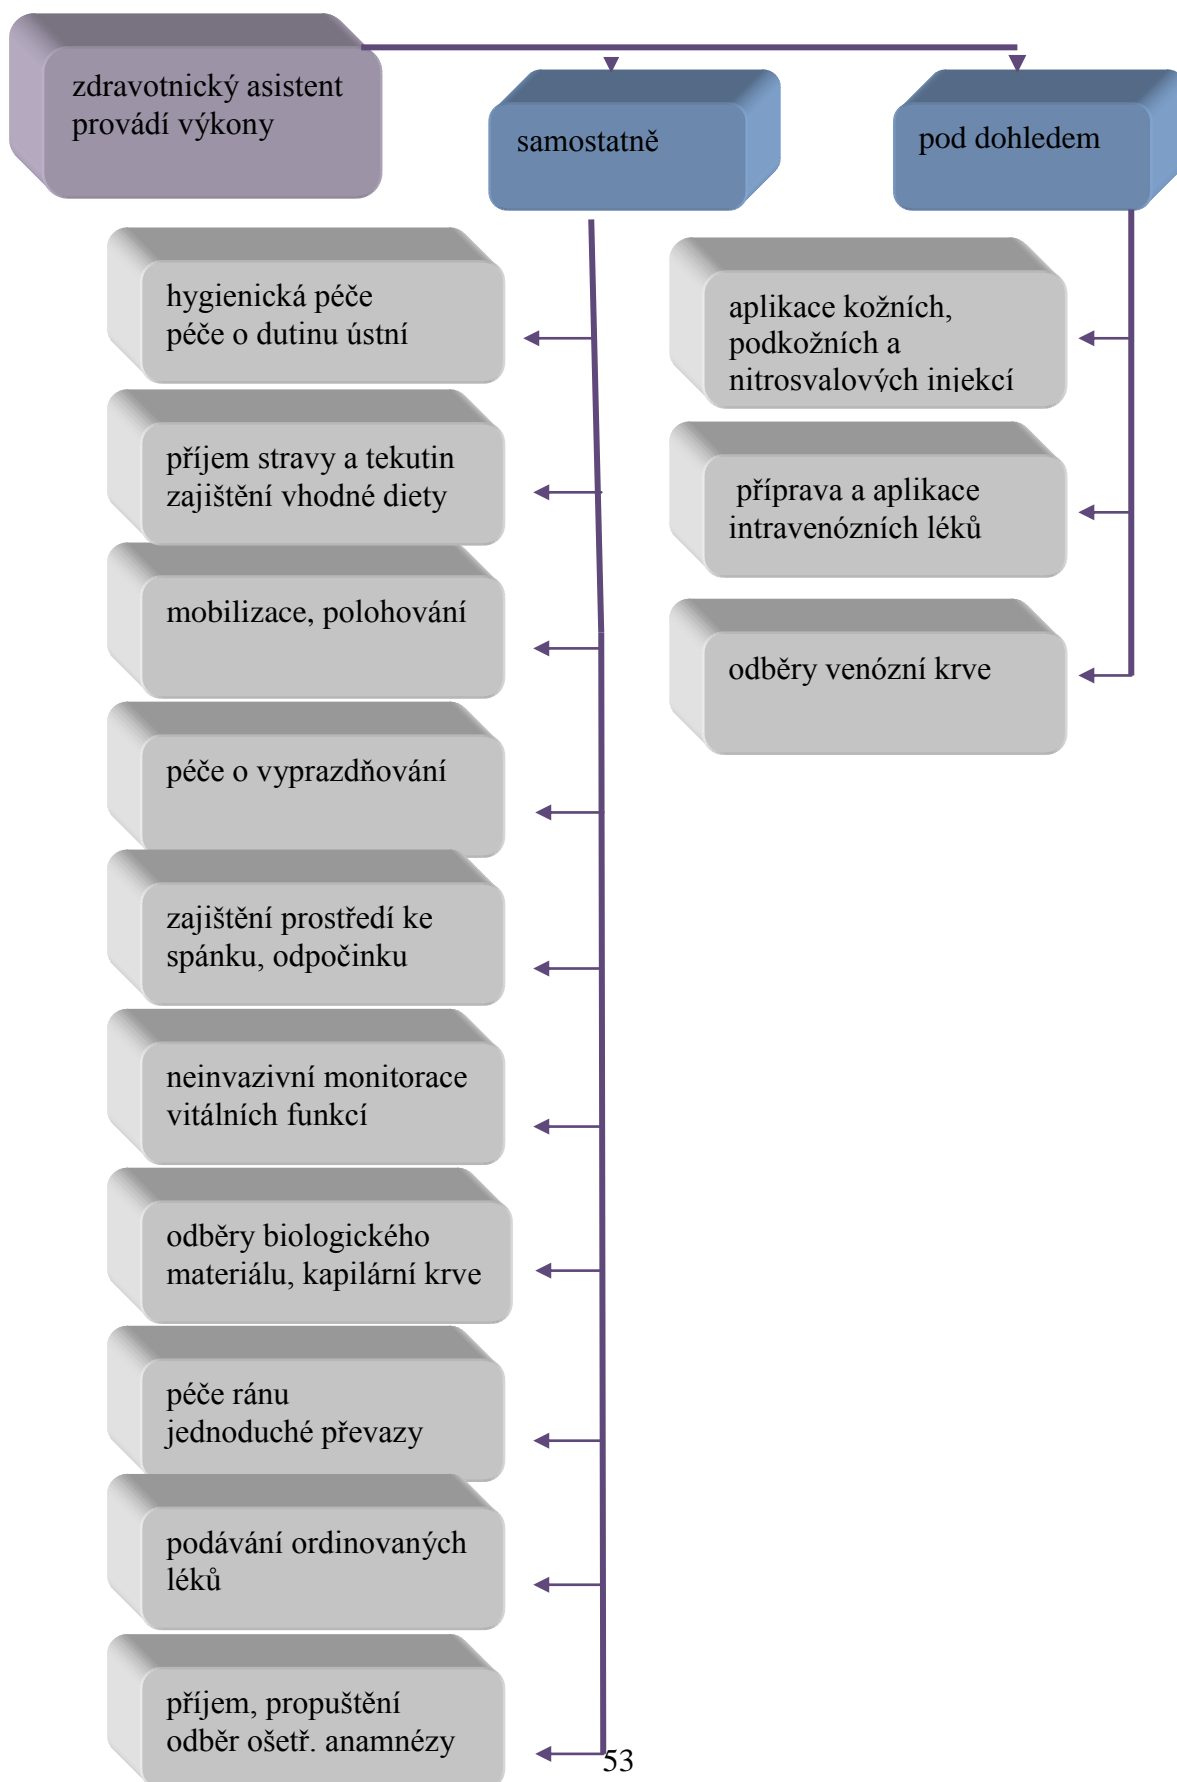 zdravotnický asistent
provádí výkony
samostatně
pod dohledem
hygienická péče
péče o dutinu ústní
příjem stravy a tekutin
zajištění vhodné diety
mobilizace, polohování
péče o vyprazdňování
zajištění prostředí ke
spánku, odpočinku
neinvazivní monitorace
vitálních funkcí
odběry biologického
materiálu, kapilární krve
péče ránu
jednoduché převazy
podávání ordinovaných
léků
příjem, propuštění
odběr ošetř. anamnézy
aplikace kožních,
podkožních a
nitrosvalových injekcí
příprava a aplikace
intravenózních léků
odběry venózní krve
53